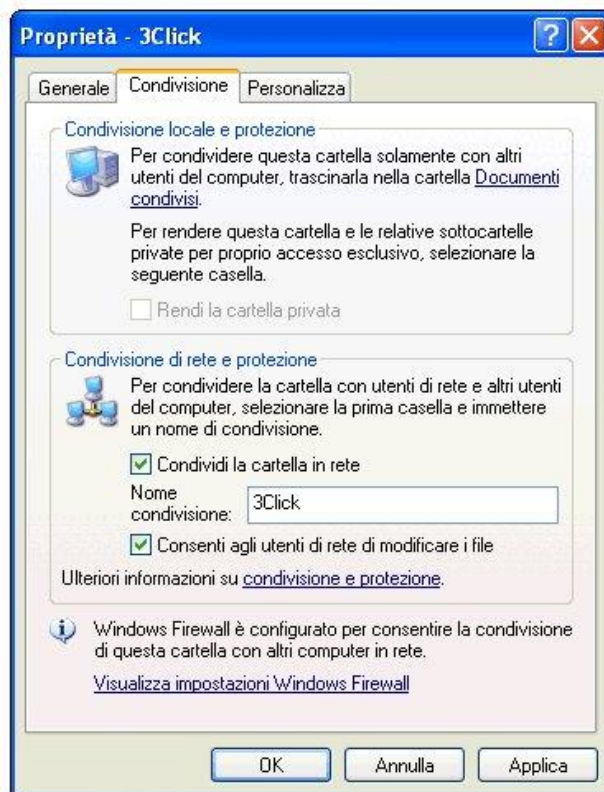 Proprietà - 3Click
Generale
Condivisione
Personalizza
Condivisione locale e protezione
Per condividere questa cartella solamente con altri
utenti del computer, trascinarla nella cartella Documenti
condivisi.
Per rendere questa cartella e le relative sottocartelle
private per proprio accesso esclusivo, selezionare la
seguente casella.
Rendi la cartella privata
Condivisione di rete e protezione
Per condividere la cartella con utenti di rete e altri utenti
del computer, selezionare la prima casella e immettere
un nome di condivisione.
Condividi la cartella in rete
Nome
condivisione:
3Click
Consenti agli utenti di rete di modificare i file
Ulteriori informazioni su condivisione e protezione.
Windows Firewall è configurato per consentire la condivisione
di questa cartella con altri computer in rete.
Visualizza impostazioni Windows Firewall
OK
Annulla
Applica